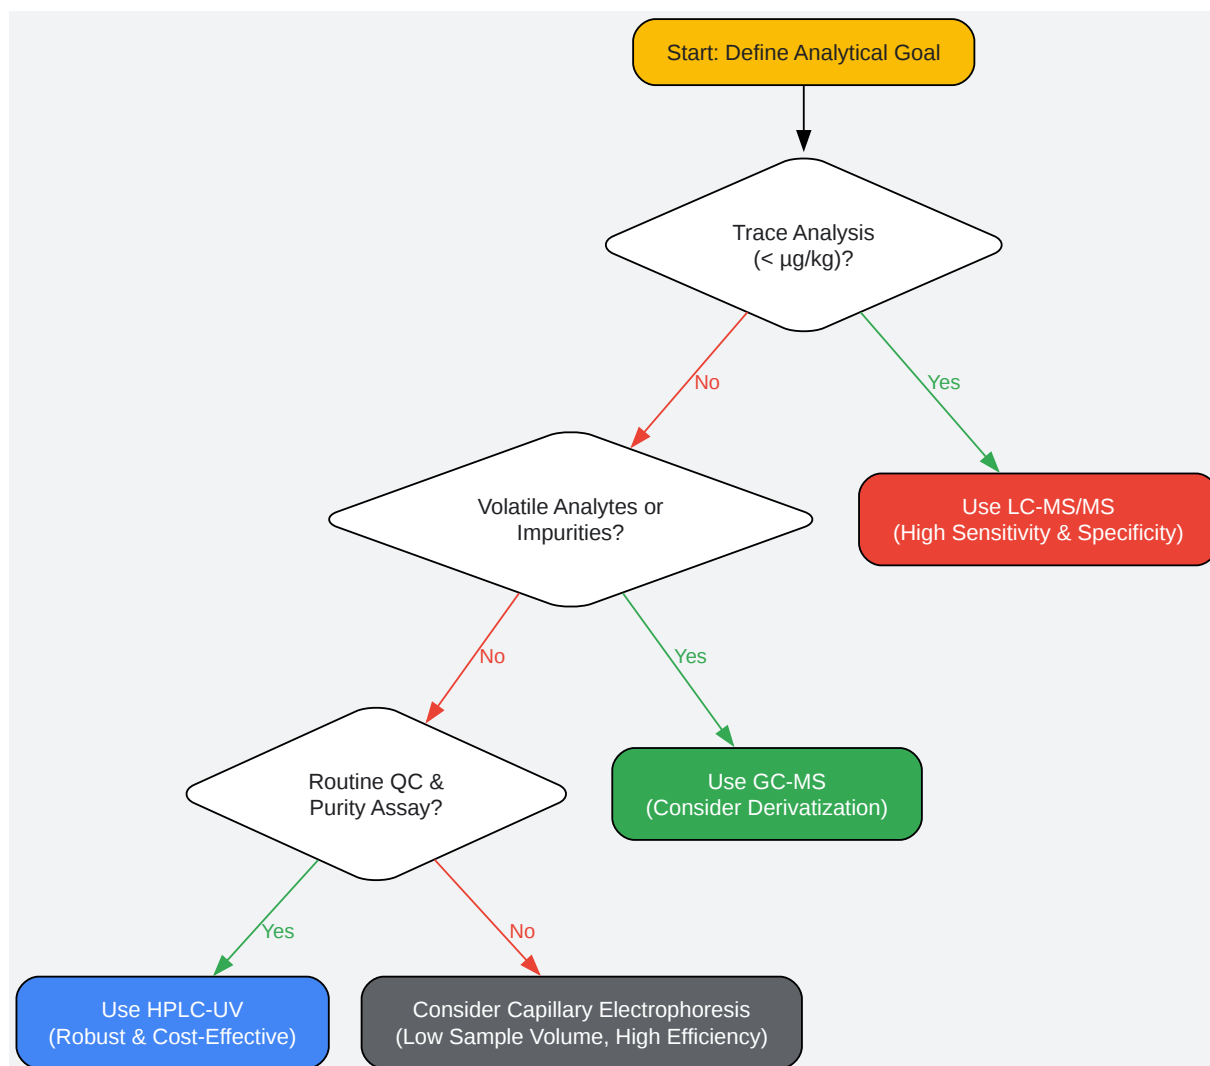 Start: Define Analytical Goal
Trace Analysis
(< µg/kg)?
No
Yes
Volatile Analytes or
Impurities?
Use LC-MS/MS
(High Sensitivity & Specificity)
No
Yes
Routine QC &
Purity Assay?
Use GC-MS
(Consider Derivatization)
Yes
No
Use HPLC-UV
(Robust & Cost-Effective)
Consider Capillary Electrophoresis
(Low Sample Volume, High Efficiency)